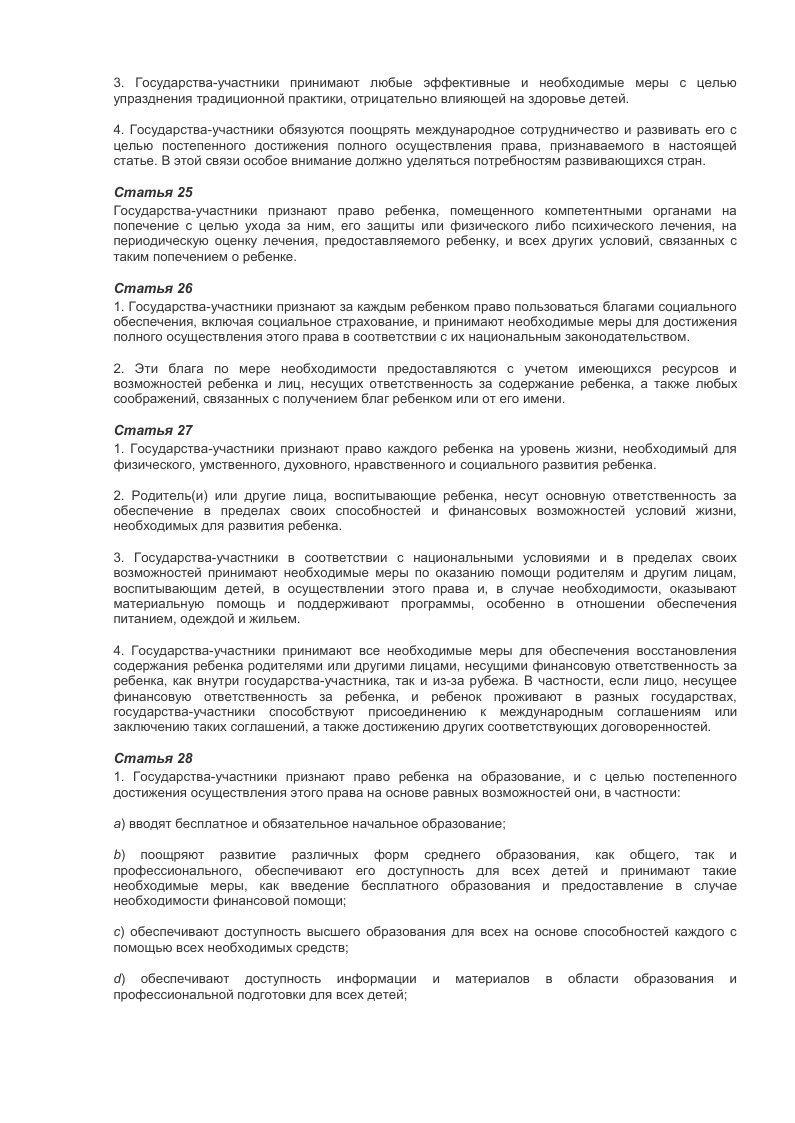 3. Государства-участники принимают любые эффективные и необходимые меры с целью
упразднения традиционной практики, отрицательно влияющей на здоровье детей.
4. Государства-участники обязуются поощрять международное сотрудничество и развивать его с
целью постепенного достижения полного осуществления права, признаваемого в настоящей
статье. В этой связи особое внимание должно уделяться потребностям развивающихся стран.
Статья 25
Государства-участники признают право ребенка, помещенного компетентными органами на
попечение с целью ухода за ним, его защиты или физического либо психического лечения, на
периодическую оценку лечения, предоставляемого ребенку, и всех других условий, связанных с
таким попечением о ребенке.
Статья 26
1. Государства-участники признают за каждым ребенком право пользоваться благами социального
обеспечения, включая социальное страхование, и принимают необходимые меры для достижения
полного осуществления этого права в соответствии с их национальным законодательством.
2. Эти блага по мере необходимости предоставляются с учетом имеющихся ресурсов и
возможностей ребенка и лиц, несущих ответственность за содержание ребенка, а также любых
соображений, связанных с получением благ ребенком или от его имени.
Статья 27
1. Государства-участники признают право каждого ребенка на уровень жизни, необходимый для
физического, умственного, духовного, нравственного и социального развития ребенка.
2. Родитель(и) или другие лица, воспитывающие ребенка, несут основную ответственность за
обеспечение в пределах своих способностей и финансовых возможностей условий жизни,
необходимых для развития ребенка.
3. Государства-участники в соответствии с национальными условиями и в пределах своих
возможностей принимают необходимые меры по оказанию помощи родителям и другим лицам,
воспитывающим детей, в осуществлении этого права и, в случае необходимости, оказывают
материальную помощь и поддерживают программы, особенно в отношении обеспечения
питанием, одеждой и жильем.
4. Государства-участники принимают все необходимые меры для обеспечения восстановления
содержания ребенка родителями или другими лицами, несущими финансовую ответственность за
ребенка, как внутри государства-участника, так и из-за рубежа. В частности, если лицо, несущее
финансовую ответственность за ребенка, и ребенок проживают в разных государствах,
государства-участники способствуют присоединению к международным соглашениям или
заключению таких соглашений, а также достижению других соответствующих договоренностей.
Статья 28
1. Государства-участники признают право ребенка на образование, и с целью постепенного
достижения осуществления этого права на основе равных возможностей они, в частности:
a) вводят бесплатное и обязательное начальное образование;
b) поощряют развитие различных форм среднего образования, как общего, так и
профессионального, обеспечивают его доступность для всех детей и принимают такие
необходимые меры, как введение бесплатного образования и предоставление в случае
необходимости финансовой помощи;
c) обеспечивают доступность высшего образования для всех на основе способностей каждого с
помощью всех необходимых средств;
d) обеспечивают доступность информации и материалов в области образования и
профессиональной подготовки для всех детей;